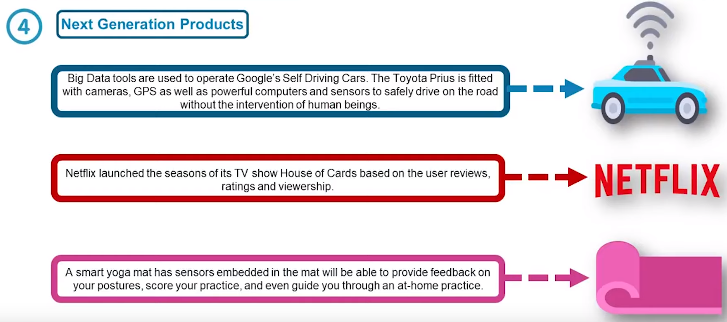 4
Next Generation Products
Big Data tools are used to operate Google's Self Driving Cars. The Toyota Prius is fitted
with cameras, GPS as well as powerful computers and sensors to safely drive on the road
without the intervention of human beings.
Netflix launched the seasons of its TV show House of Cards based on the user reviews,
ratings and viewership.
NETFLIX
A smart yoga mat has sensors embedded in the mat will be able to provide feedback on
your postures, score your practice, and even guide you through an at-home practice.